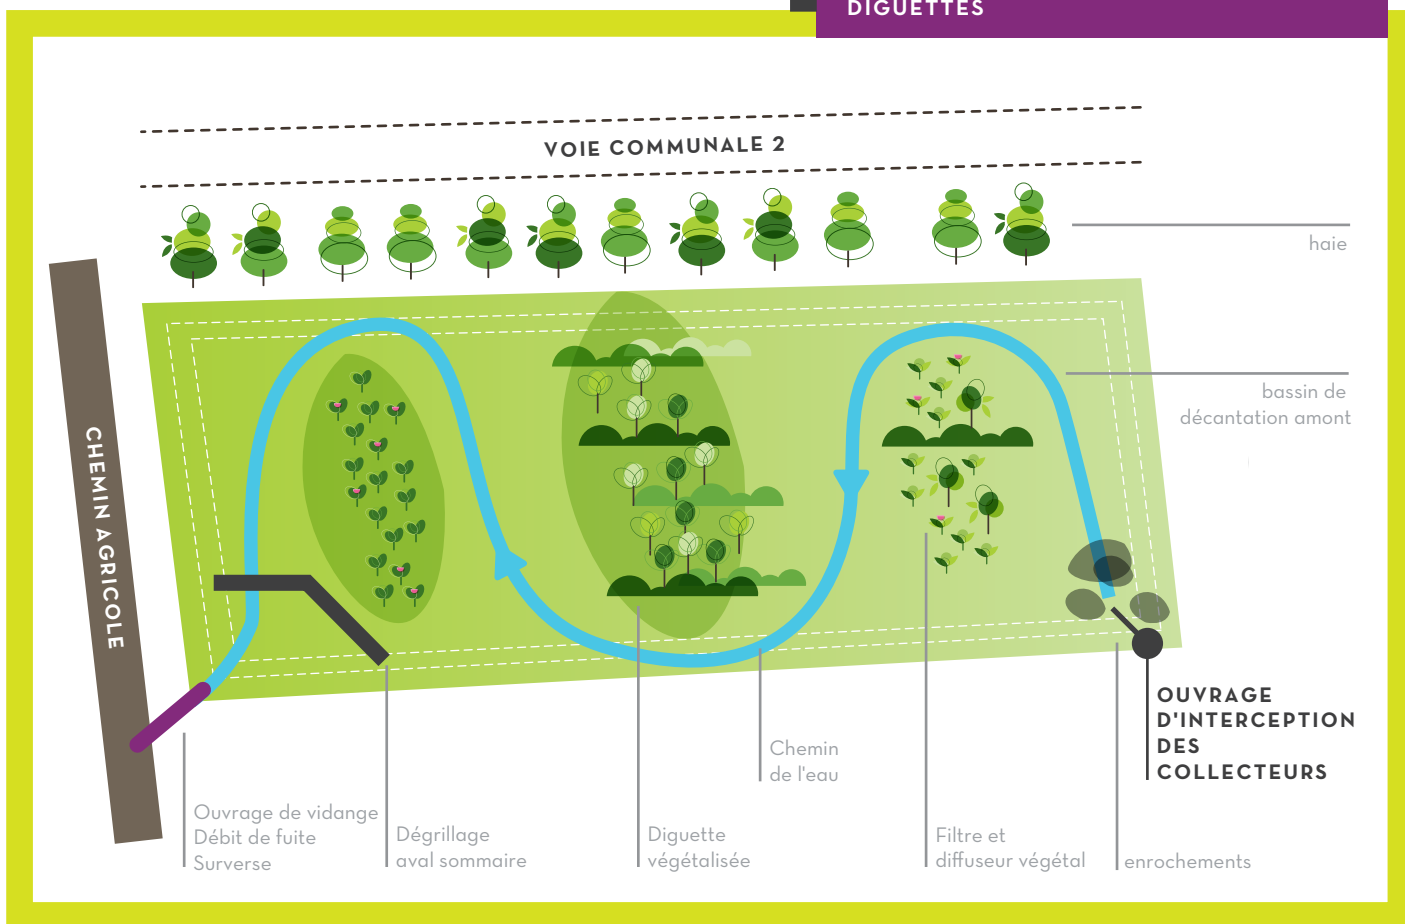 DIGUETTES
VOIE COMMUNALE 2
haie
bassin de
décantation amont
CHEMIN AGRICOLE
OUVRAGE
D'INTERCEPTION
DES
COLLECTEURS
Chemin
de l'eau
Ouvrage de vidange
Débit de fuite
Surverse
Dégrillage
aval sommaire
Diguette
végétalisée
Filtre et
diffuseur végétal
enrochements